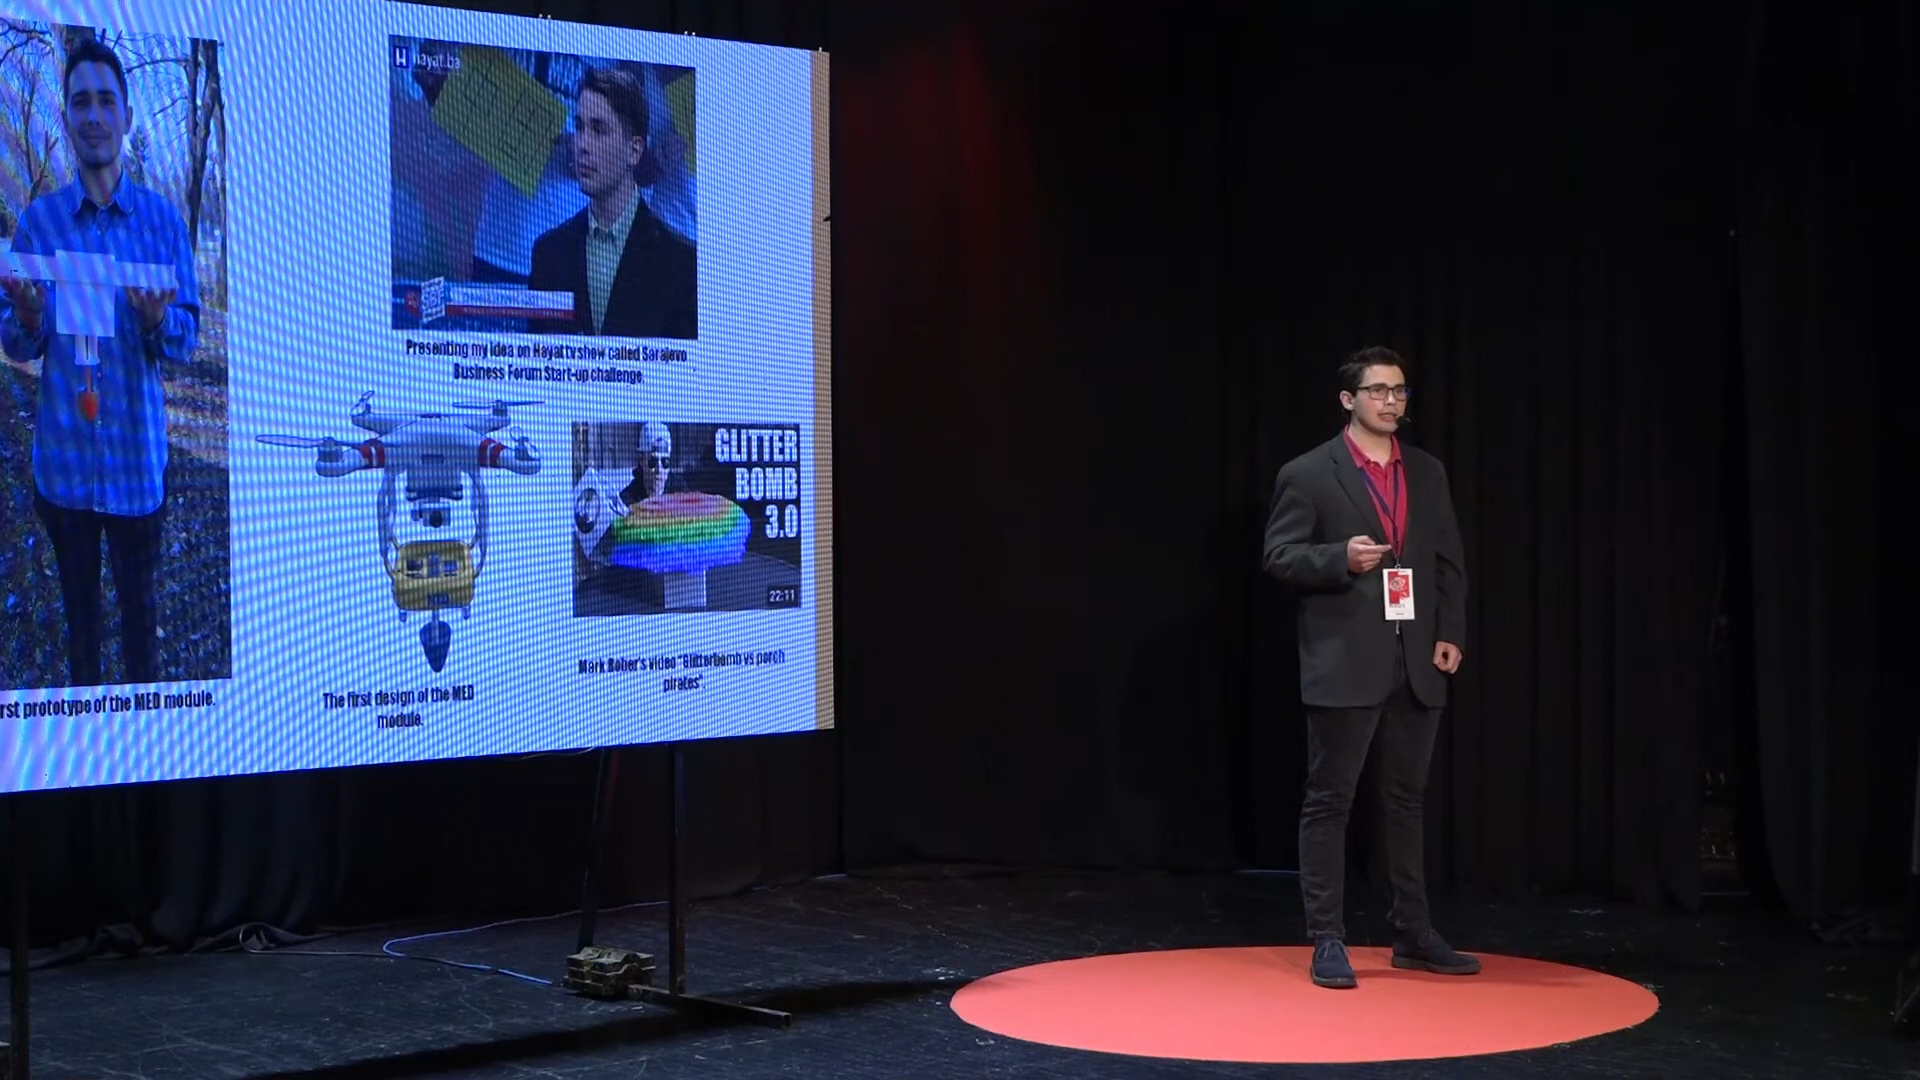 hayat.ba
Presenting my idea on Hayat tv show called Sarajevo
Business Forum Start-up challenge.
GLITTER
BOMB
3.0
22:11
Mark Rober's video "Glitterbomb vs porch
pirates".
The first design of the MED
module.
prototype of the MED module.